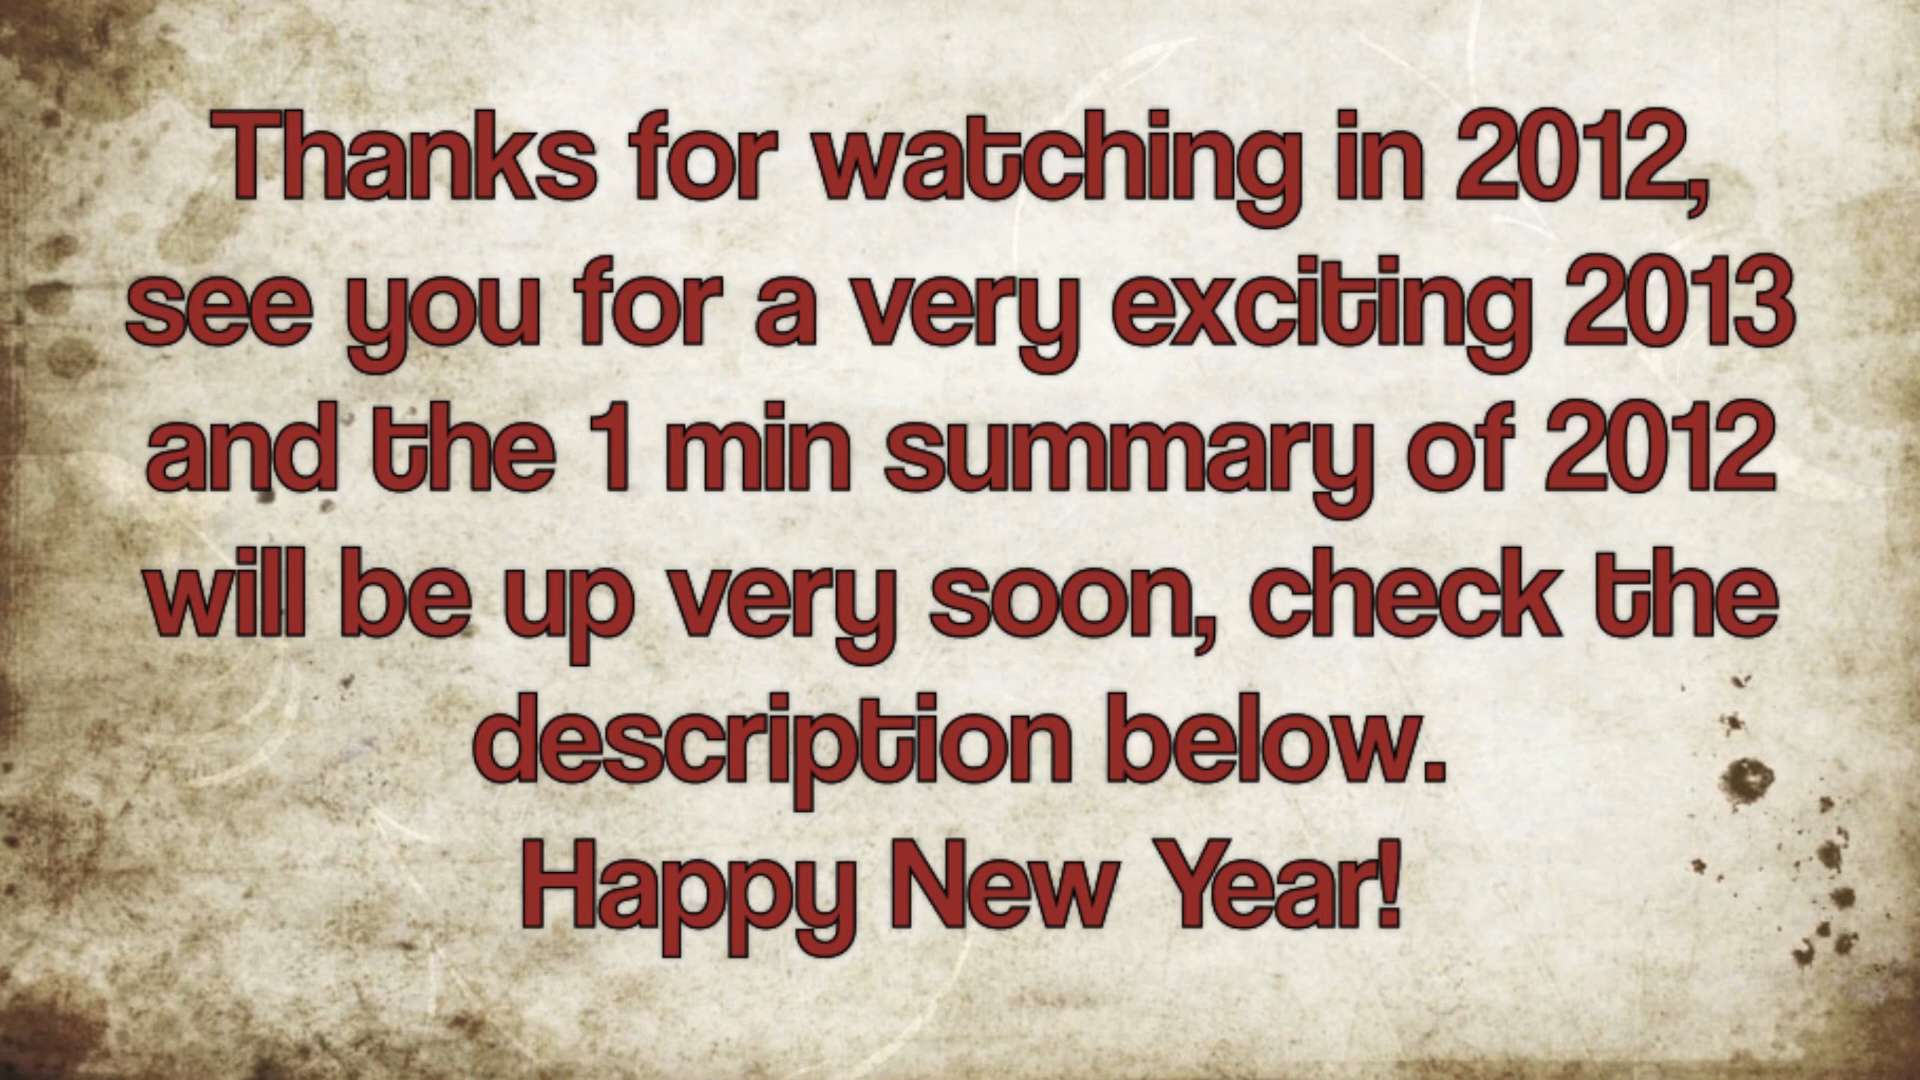 Thanks for watching in 2012,
see you for a very exciting 2013
and the 1 min summary of 2012
will be up very soon, check the
description below.
Happy New Year!